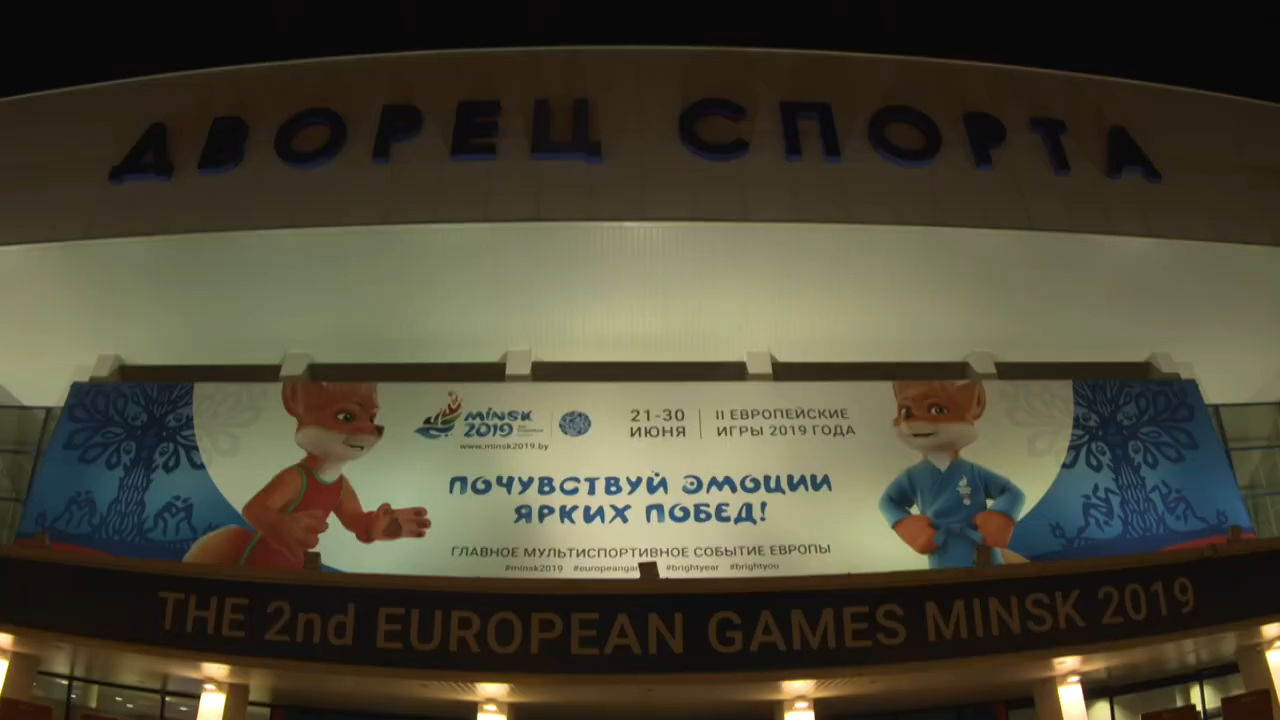 ДВОРЕЦ СПОРТА
MINSK
2019
www.minsk2019.by
21-30
ИЮНЯ
II ЕВРОПЕЙСКИЕ
ИГРЫ 2019 ГОДА
ПОЧУВСТВУЙ ЭМОЦИИ
ЯРКИХ ПОБЕД!
ГЛАВНОЕ МУЛЬТИСПОРТИВНОЕ СОБЫТИЕ ЕВРОПЫ
#minsk2019 #brightyear #brightyou
THE 2nd EUROPEAN GAMES MINSK 2019